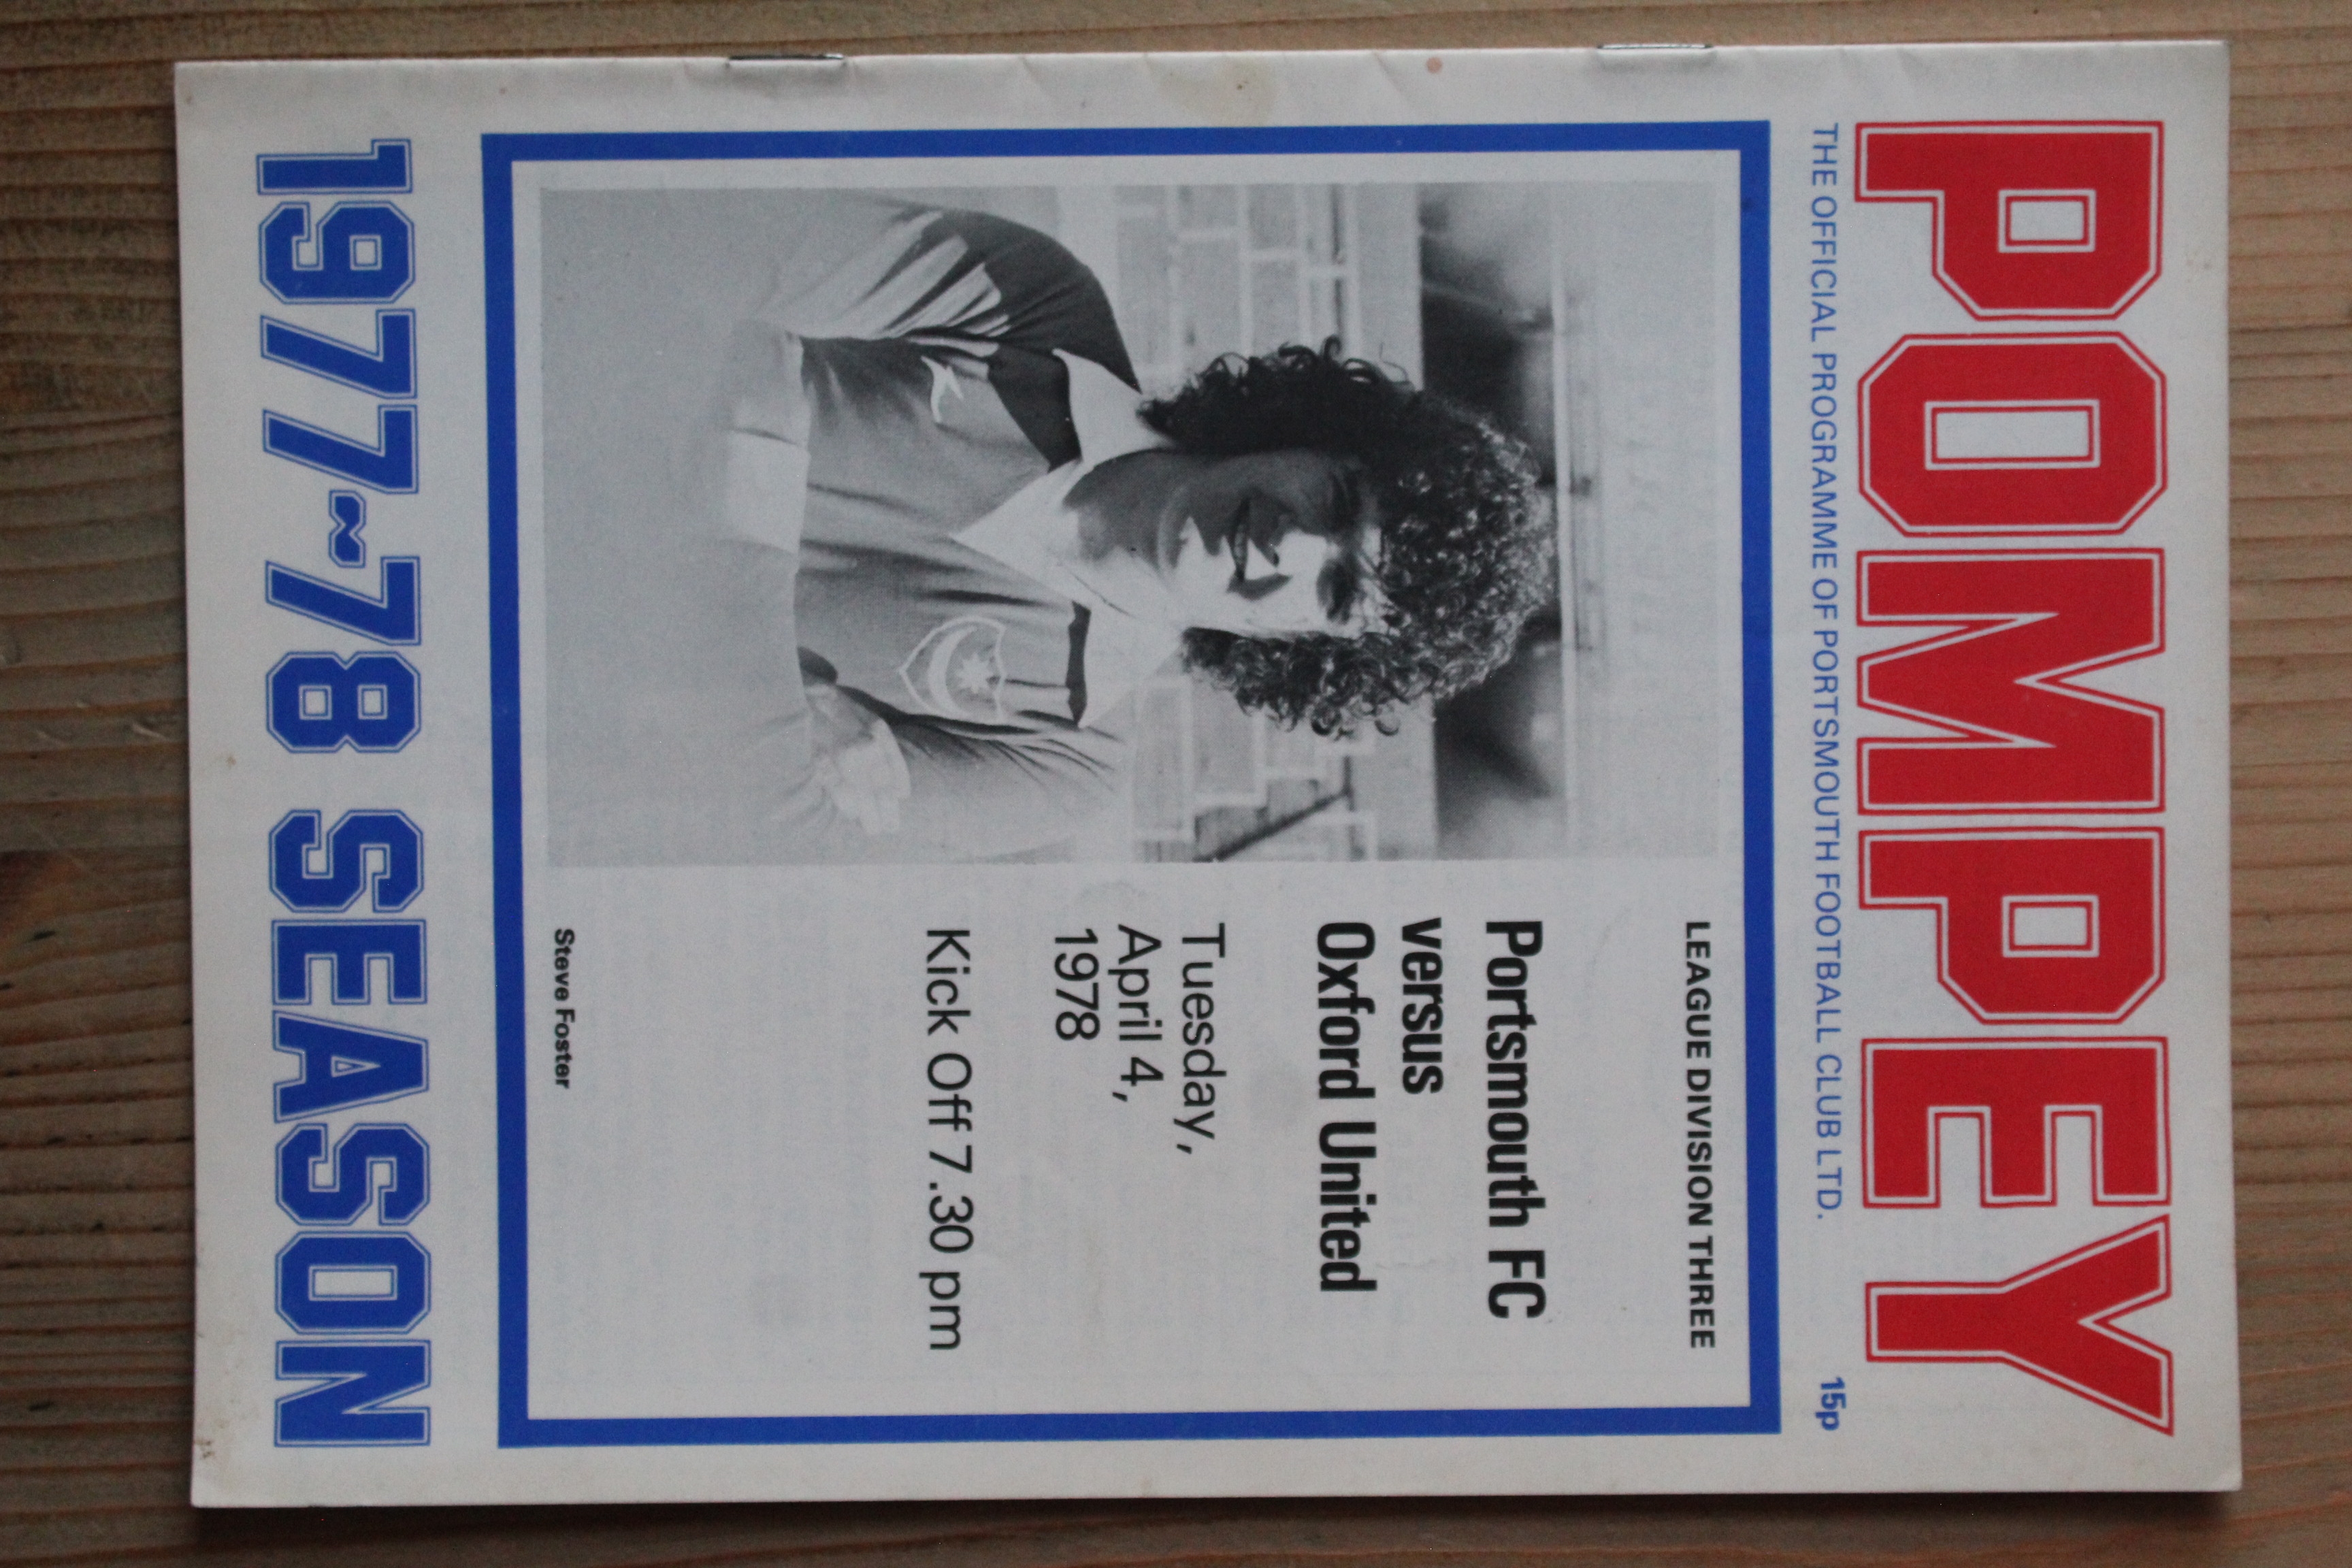 POMPEY
THE OFFICIAL PROGRAMME OF PORTSMOUTH FOOTBALL CLUB LTD.
15p
LEAGUE DIVISION THREE
Portsmouth FC
versus
Oxford United
Tuesday,
April 4,
1978
Kick Off 7.30 pm
Steve Foster
1977~78 SEASON